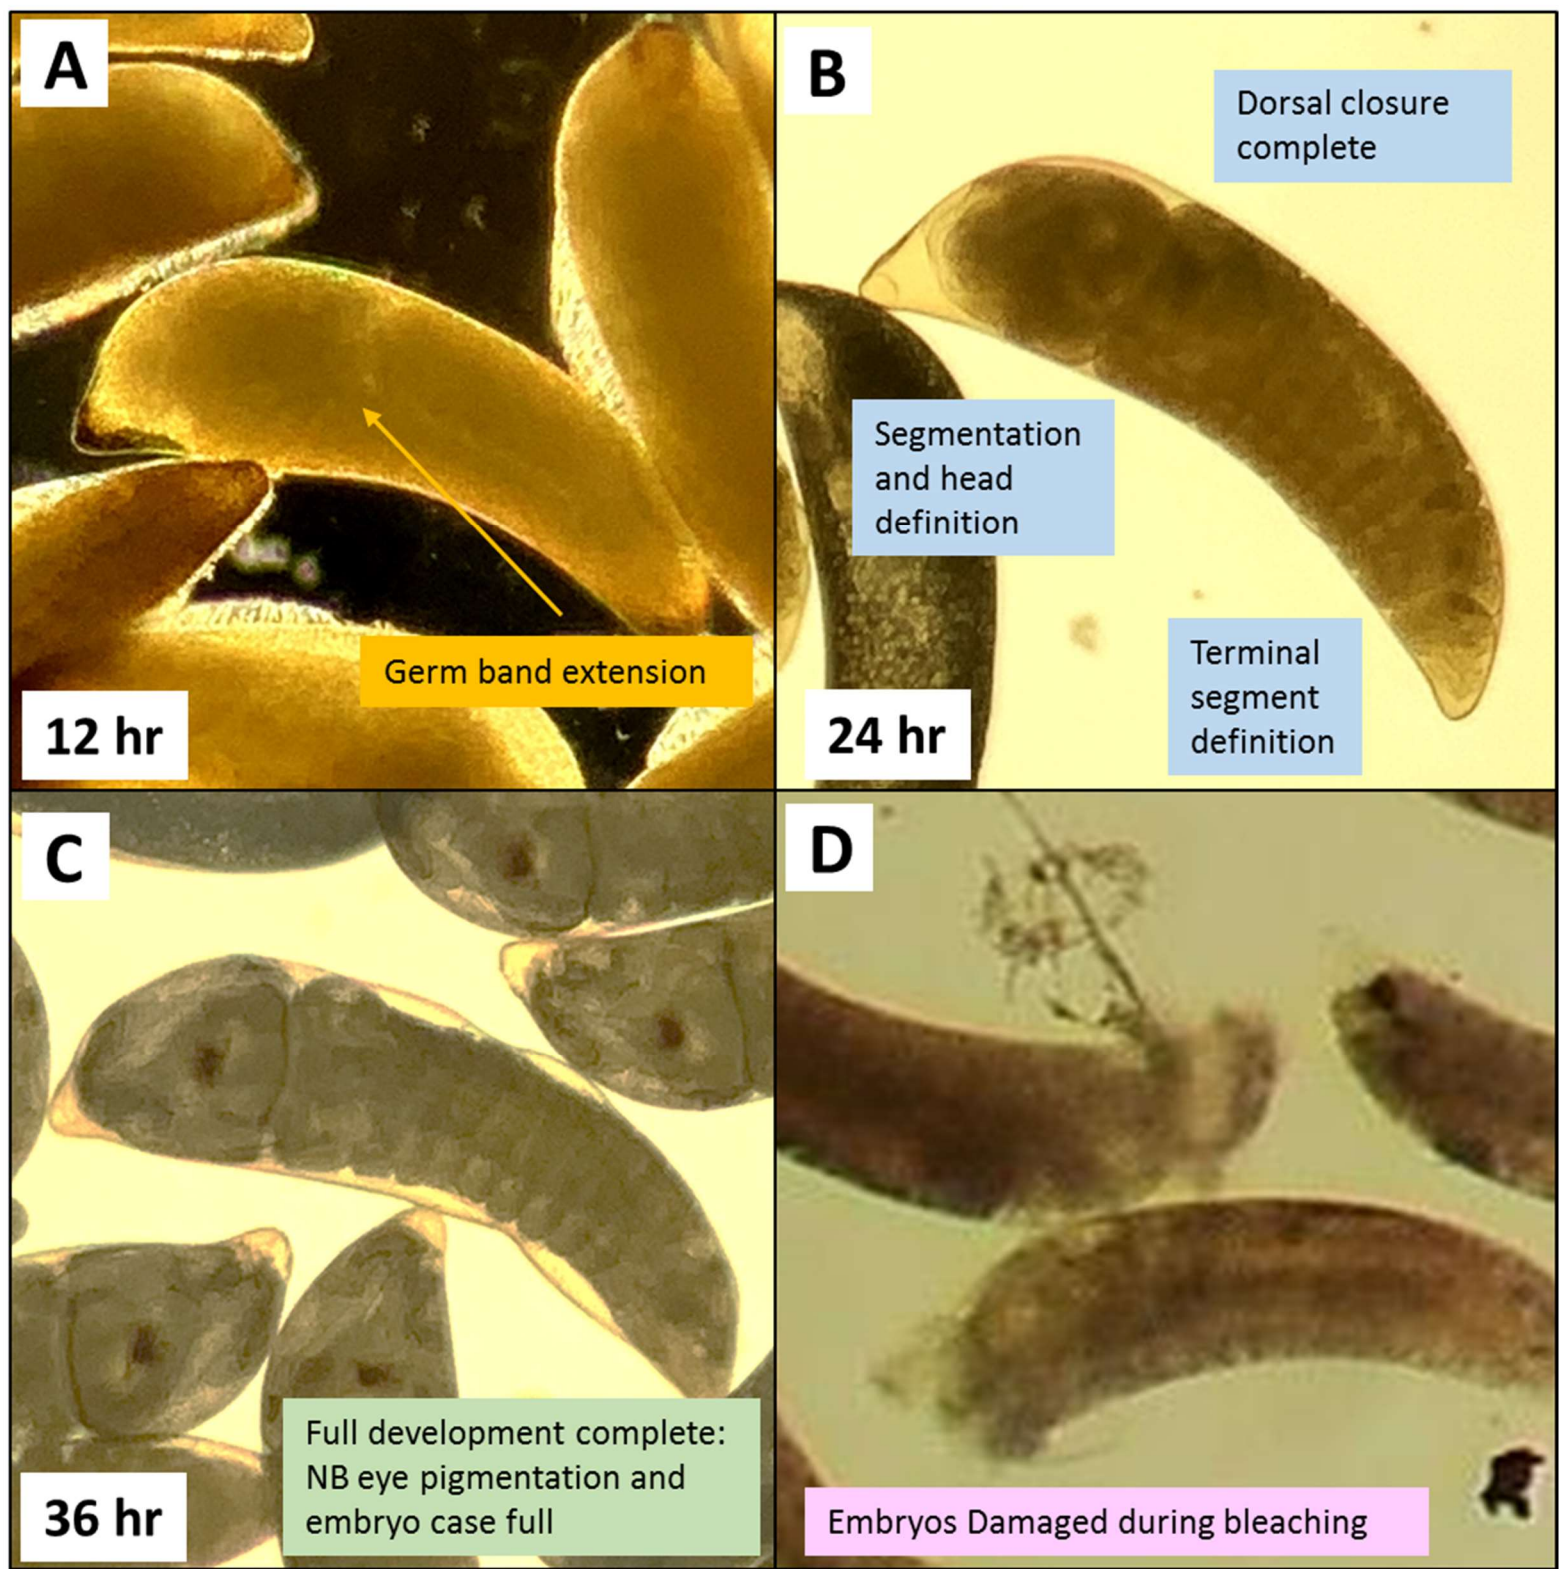 A
Germ band extension
12 hr
B
Dorsal closure
complete
Segmentation
and head
definition
Terminal
segment
definition
24 hr
C
Full development complete:
NB eye pigmentation and
embryo case full
36 hr
D
Embryos Damaged during bleaching